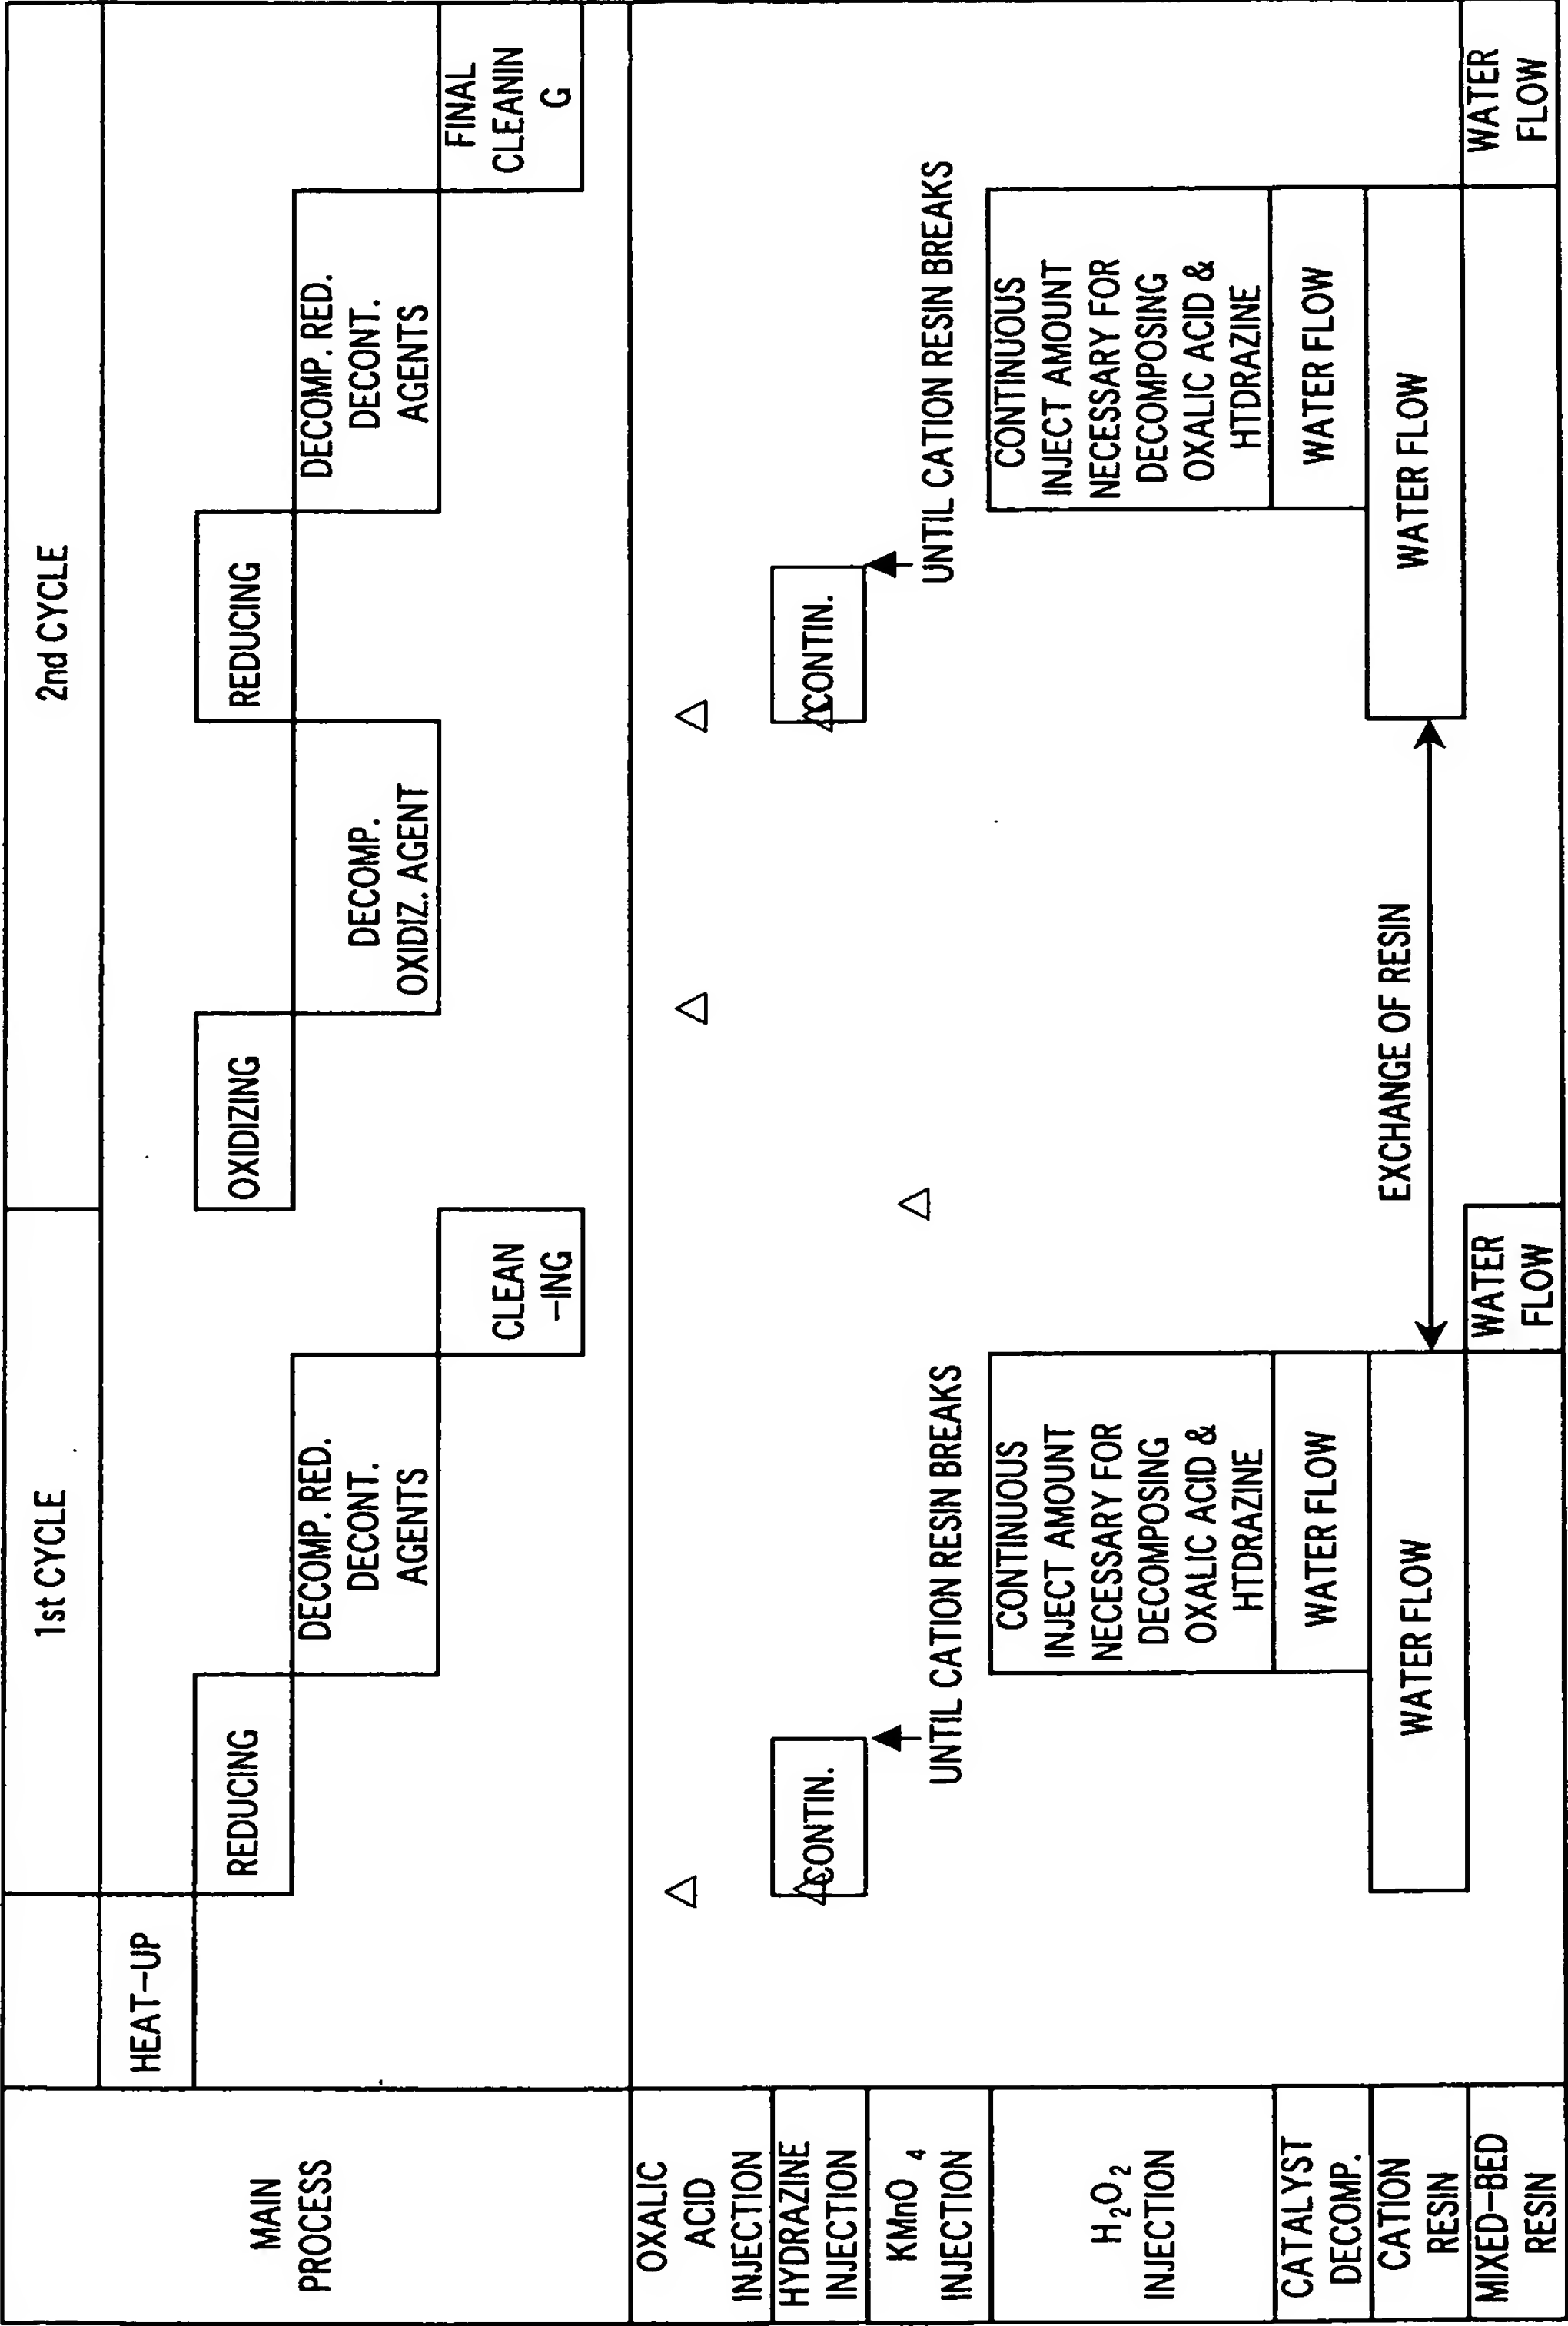 1st CYCLE
2nd CYCLE
MAIN
PROCESS
HEAT-UP
REDUCING
DECOMP. RED.
DECONT.
AGENTS
CLEAN
-ING
OXIDIZING
DECOMP.
OXIDIZ. AGENT
REDUCING
DECOMP. RED.
DECONT.
AGENTS
FINAL
CLEANIN
G
OXALIC
ACID
INJECTION
HYDRAZINE
INJECTION
CONTIN.
CONTIN.
KMnO4
INJECTION
UNTIL CATION RESIN BREAKS
UNTIL CATION RESIN BREAKS
H2O2
INJECTION
CONTINUOUS
INJECT AMOUNT
NECESSARY FOR
DECOMPOSING
OXALIC ACID &
HTDRAZINE
CONTINUOUS
INJECT AMOUNT
NECESSARY FOR
DECOMPOSING
OXALIC ACID &
HTDRAZINE
CATALYST
DECOMP.
WATER FLOW
WATER FLOW
CATION
RESIN
WATER FLOW
EXCHANGE OF RESIN
WATER FLOW
MIXED-BED
RESIN
WATER
FLOW
WATER
FLOW